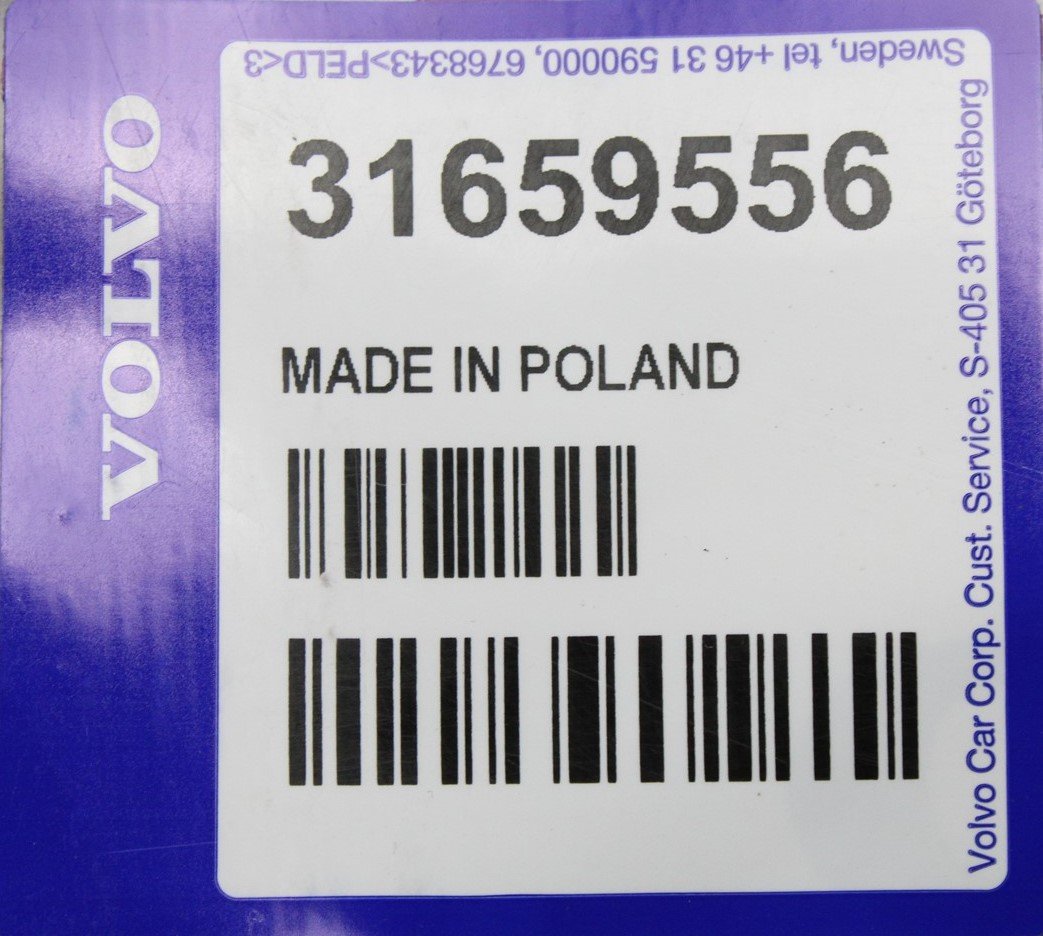 VOLVO
31659556
MADE IN POLAND
Volvo Car Corp. Cust. Service, S-405 31 Göteborg
Sweden, tel +46 31 590000, 6768343>PELD<3